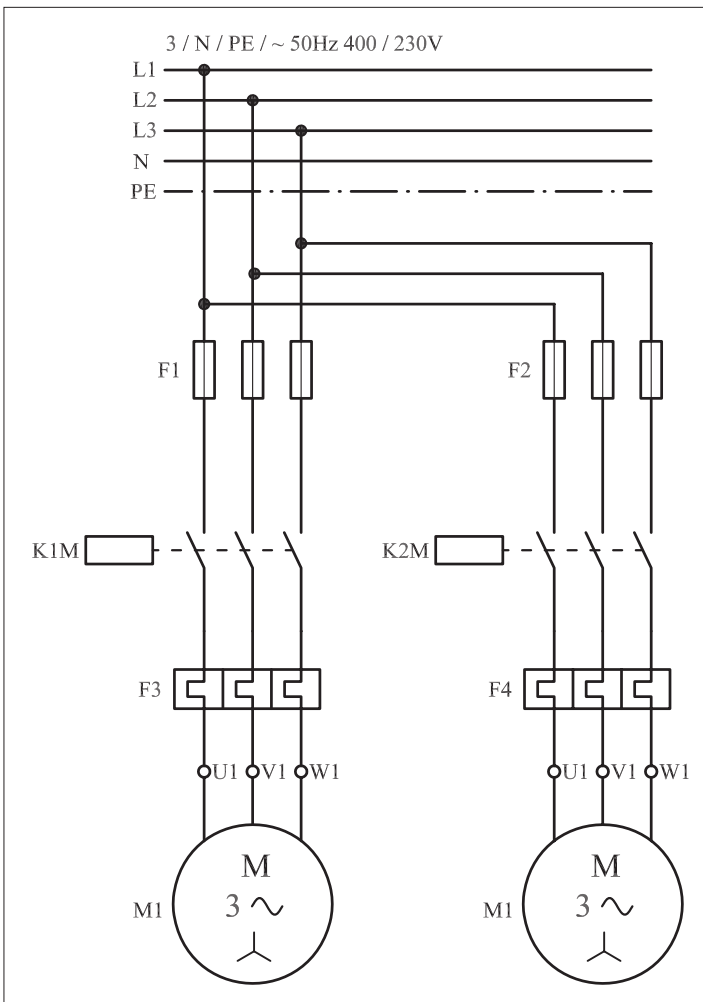 3 / N / PE / ~ 50Hz 400 / 230V
L1
L2
L3
N
PE
F1 F2
K1M K2M
F3 F4
U1 V1 W1 U1 V1 W1
M M
M1 3 M1 3